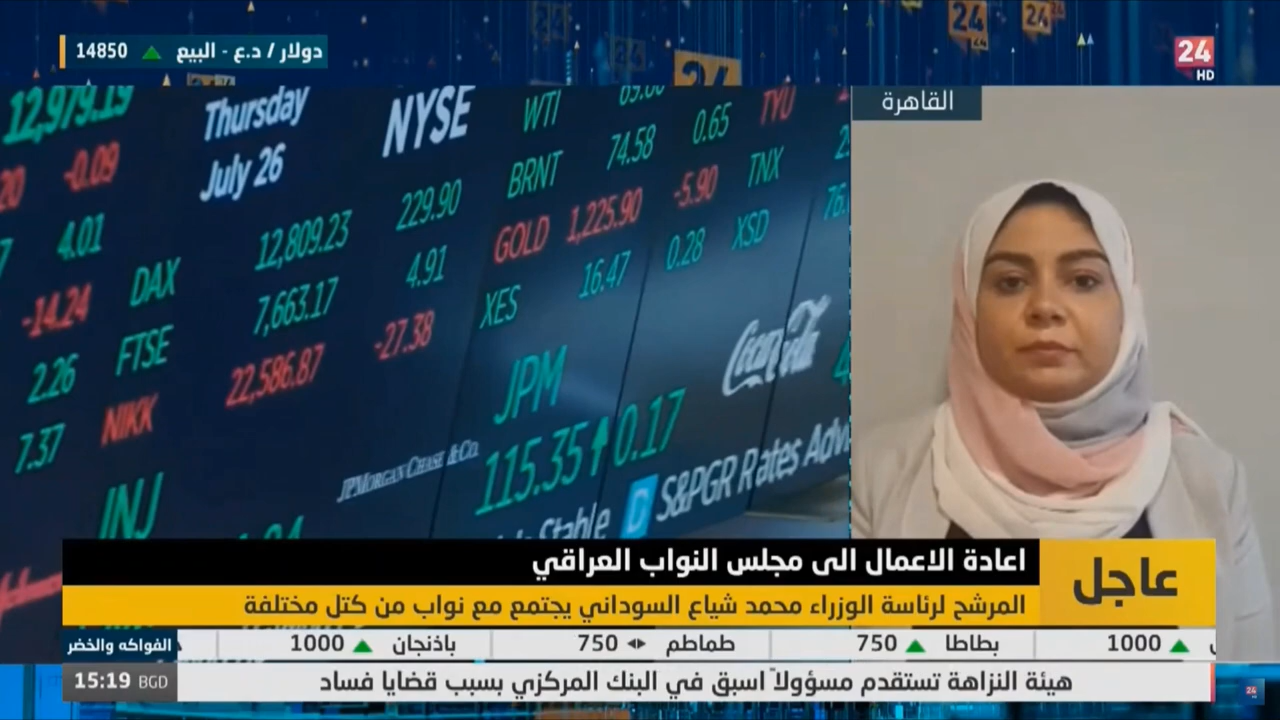 دولار / د.ع - البيع 14850
24
HD
24
24
24
القاهرة
12,979.19
Thursday
July 26
NYSE
WTI
TYU
-0.09
BRNT 74.58 0.65
TNX
4.01
DAX 12,809.23 229.90
GOLD 1,225.90 -5.90
XSD
-14.24
FTSE 7,663.17 4.91
XES 16.47 0.28
2.26
NIKK 22,586.87 -27.38
7.37
JPM
Coca-Cola
INJ
JPMORGAN CHASE & CO.
115.35 0.17
Stable
S&PGR Rates
عاجل
اعادة الاعمال الى مجلس النواب العراقي
المرشح لرئاسة الوزراء محمد شياع السوداني يجتمع مع نواب من كتل مختلفة
1000
بطاطا 750
طماطم 750
باذنجان 1000
الفواكه والخضر
هيئة النزاهة تستقدم مسؤولاً اسبق في البنك المركزي بسبب قضايا فساد
15:19 BGD